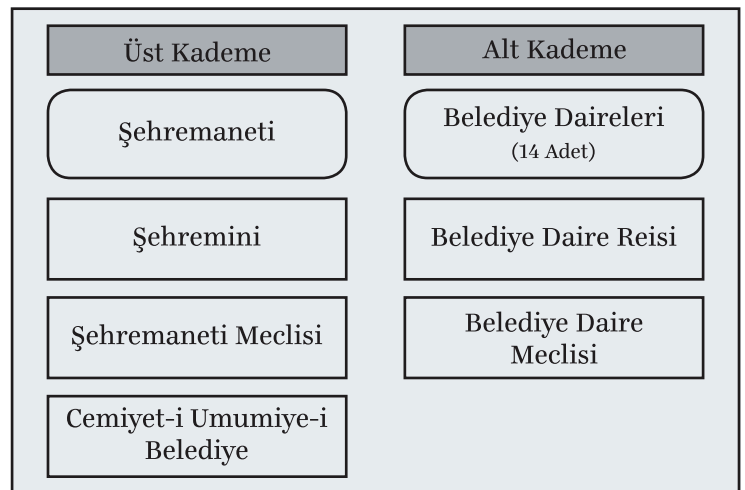 Üst Kademe
Şehremaneti
Şehremini
Şehremaneti Meclisi
Cemiyet-i Umumiye-i
Belediye
Alt Kademe
Belediye Daireleri
(14 Adet)
Belediye Daire Reisi
Belediye Daire
Meclisi